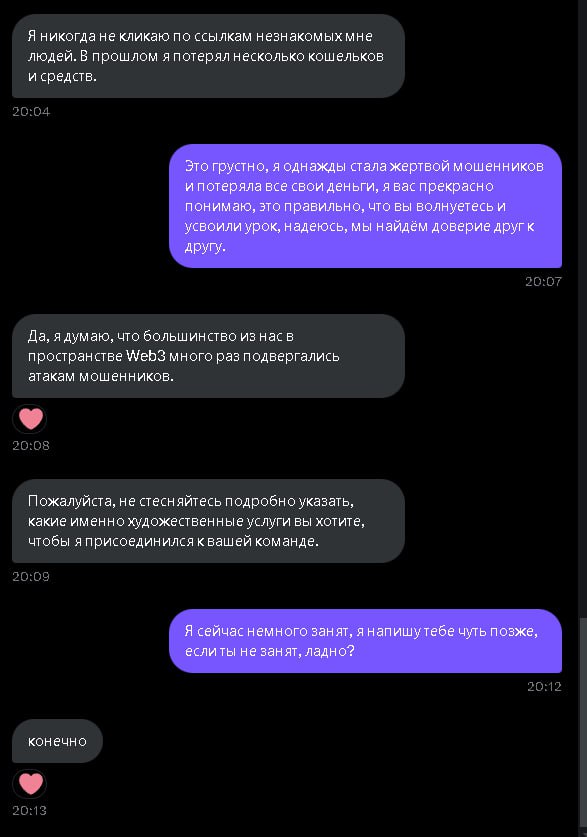 Я никогда не кликаю по ссылкам незнакомых мне
людей. В прошлом я потерял несколько кошельков
и средств.
20:04
Это грустно, я однажды стала жертвой мошенников
и потеряла все свои деньги, я вас прекрасно
понимаю, это правильно, что вы волнуетесь и
усвоили урок, надеюсь, мы найдём доверие друг к
другу.
20:07
Да, я думаю, что большинство из нас в
пространстве Web3 много раз подвергались
атакам мошенников.
20:08
Пожалуйста, не стесняйтесь подробно указать,
какие именно художественные услуги вы хотите,
чтобы я присоединился к вашей команде.
20:09
Я сейчас немного занят, я напишу тебе чуть позже,
если ты не занят, ладно?
20:12
конечно
20:13